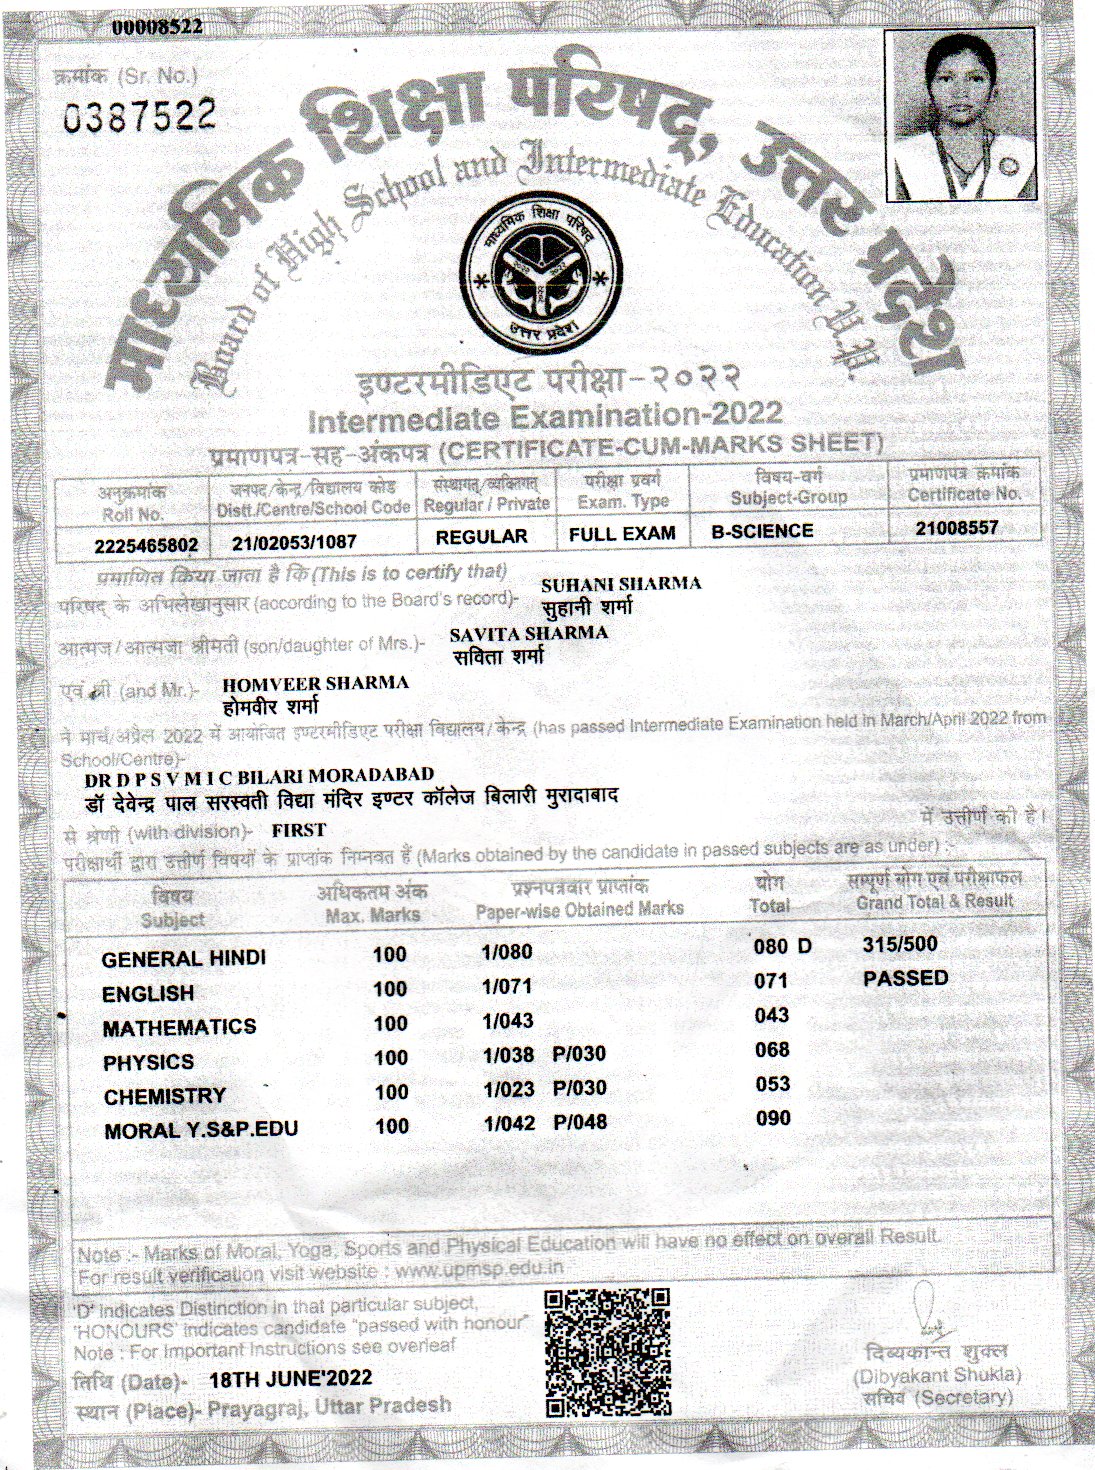 00008522
क्रमांक (Sr. No.)
0387522
माध्यमिक शिक्षा परिषद्, उत्तर प्रदेश
Board of High School and Intermediate Education U.P.
माध्यमिक शिक्षा परिषद्
उत्तर प्रदेश
इण्टरमीडिएट परीक्षा-२०२२
Intermediate Examination-2022
प्रमाणपत्र-सह-अंकपत्र (CERTIFICATE-CUM-MARKS SHEET)
अनुक्रमांक जनपद/केन्द्र/विद्यालय कोड संस्थागत्/व्यक्तिगत् परीक्षा प्रवर्ग विषय-वर्ग प्रमाणपत्र क्रमांक
Roll No. Distt./Centre/School Code Regular / Private Exam. Type Subject-Group Certificate No.
2225465802 21/02053/1087 REGULAR FULL EXAM B-SCIENCE 21008557
प्रमाणित किया जाता है कि (This is to certify that)
परिषद् के अभिलेखानुसार (according to the Board's record)- SUHANI SHARMA
सुहानी शर्मा
आत्मज/आत्मजा श्रीमती (son/daughter of Mrs.)- SAVITA SHARMA
सविता शर्मा
एवं श्री (and Mr.)- HOMVEER SHARMA
होमवीर शर्मा
ने मार्च/अप्रैल 2022 में आयोजित इण्टरमीडिएट परीक्षा विद्यालय/केन्द्र (has passed Intermediate Examination held in March/April 2022 from
School/Centre)-
DR D P S V M I C BILARI MORADABAD
डॉ देवेन्द्र पाल सरस्वती विद्या मंदिर इण्टर कॉलेज बिलारी मुरादाबाद
से श्रेणी (with division)- FIRST में उत्तीर्ण की है।
परीक्षार्थी द्वारा उत्तीर्ण विषयों के प्राप्तांक निम्नवत हैं (Marks obtained by the candidate in passed subjects are as under) :-
विषय अधिकतम अंक प्रश्नपत्रवार प्राप्तांक योग सम्पूर्ण योग एवं परीक्षाफल
Subject Max. Marks Paper-wise Obtained Marks Total Grand Total & Result
GENERAL HINDI 100 1/080 080 D 315/500
ENGLISH 100 1/071 071 PASSED
MATHEMATICS 100 1/043 043
PHYSICS 100 1/038 P/030 068
CHEMISTRY 100 1/023 P/030 053
MORAL Y.S&P.EDU 100 1/042 P/048 090
Note :- Marks of Moral, Yoga, Sports and Physical Education will have no effect on overall Result.
For result verification visit website : www.upmsp.edu.in
'D' Indicates Distinction in that particular subject,
'HONOURS' indicates candidate "passed with honour"
Note : For Important Instructions see overleaf
तिथि (Date)- 18TH JUNE'2022
स्थान (Place)- Prayagraj, Uttar Pradesh
दिव्यकान्त शुक्ल
(Dibyakant Shukla)
सचिव (Secretary)